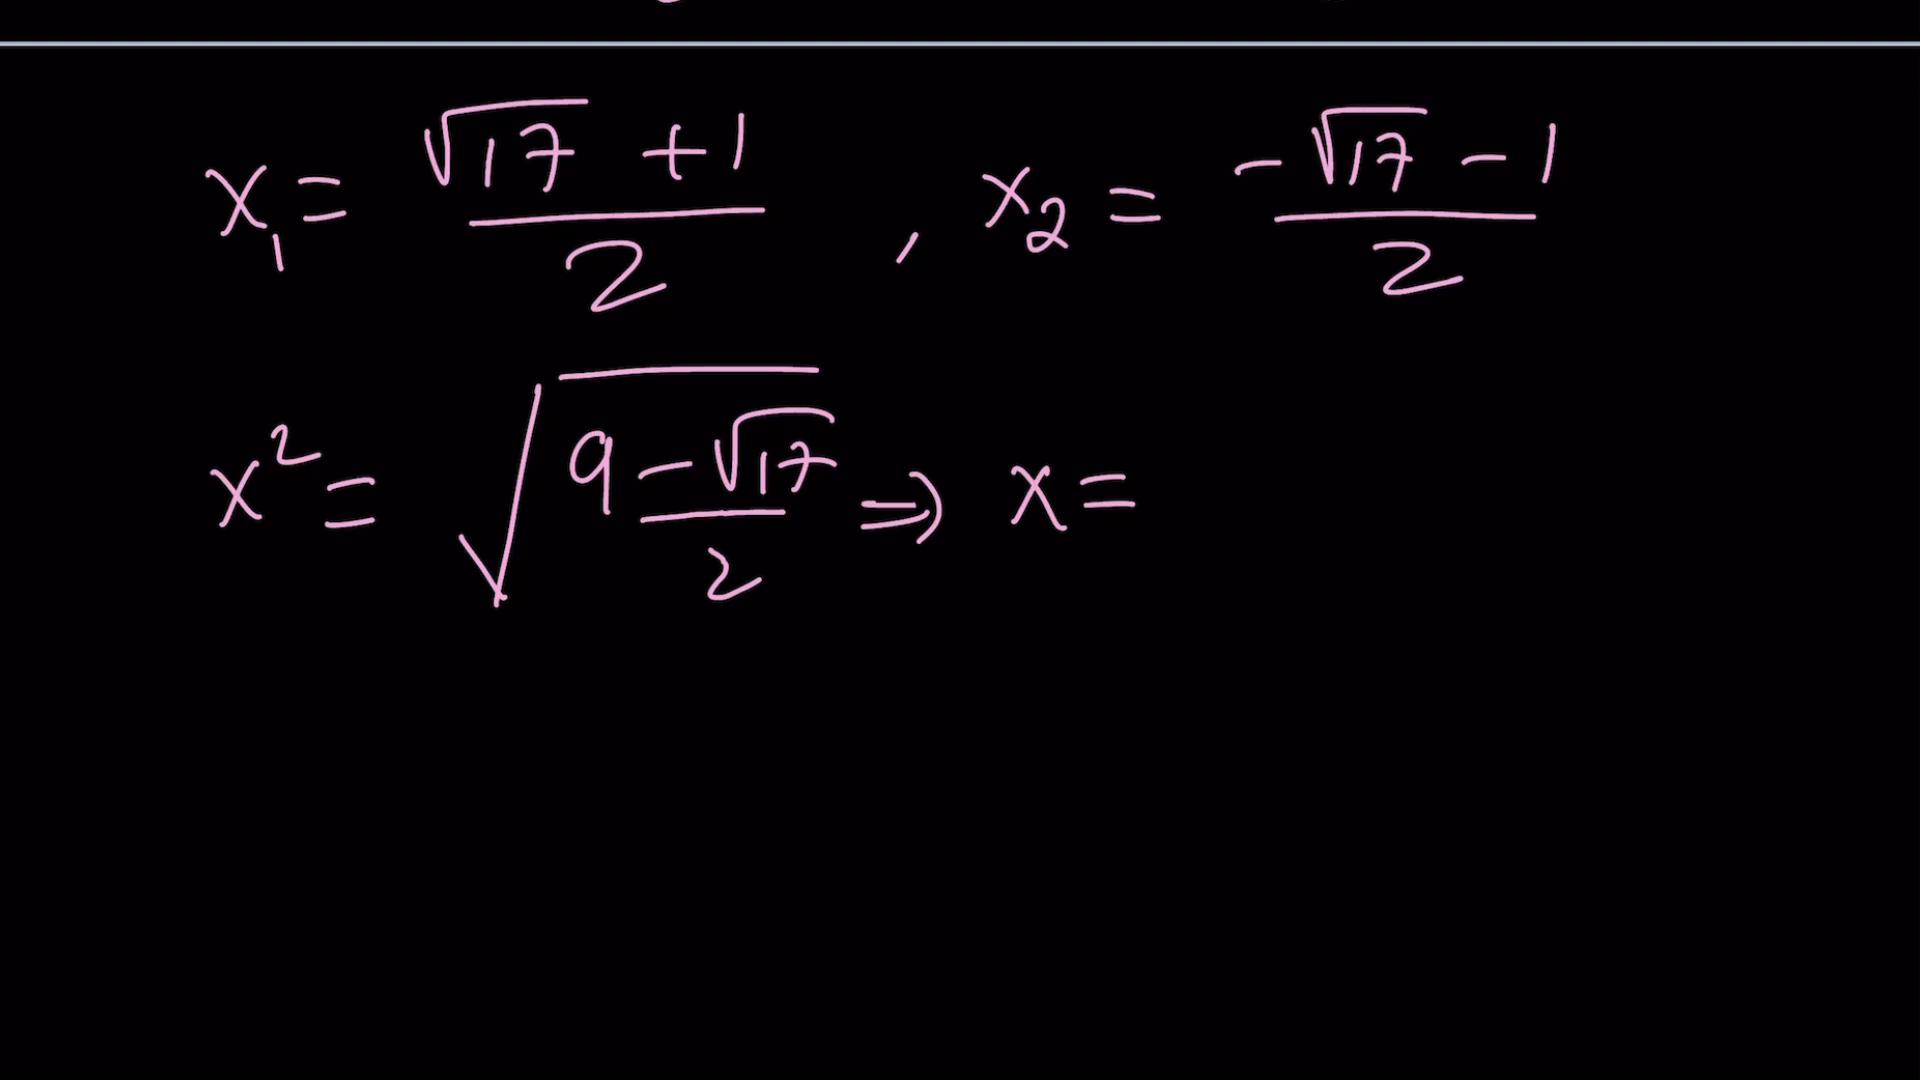 x₁ = (√17 + 1)/2 , x₂ = (-√17 - 1)/2
x² = √((9 - √17)/2) ⇒ x =